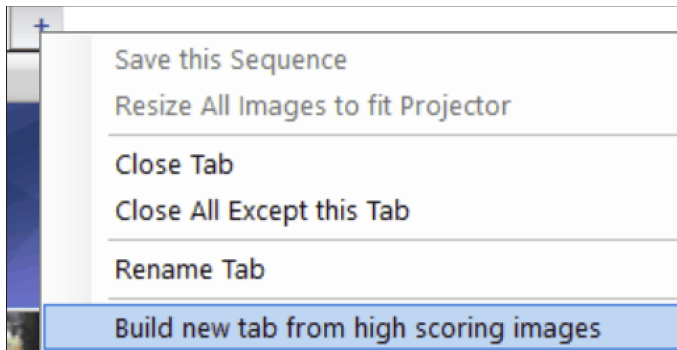 +
Save this Sequence
Resize All Images to fit Projector
Close Tab
Close All Except this Tab
Rename Tab
Build new tab from high scoring images